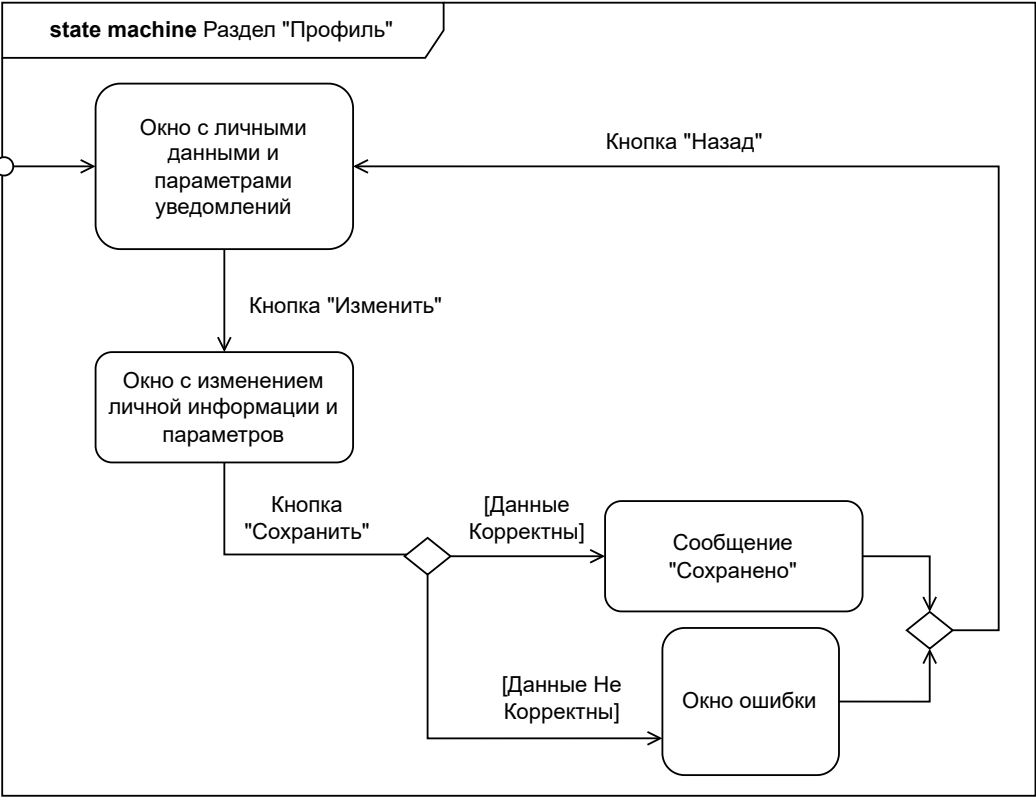 state machine Раздел "Профиль"
Окно с личными
данными и
параметрами
уведомлений
Кнопка "Назад"
Кнопка "Изменить"
Окно с изменением
личной информации и
параметров
Кнопка
"Сохранить"
[Данные
Корректны]
Сообщение
"Сохранено"
[Данные Не
Корректны]
Окно ошибки